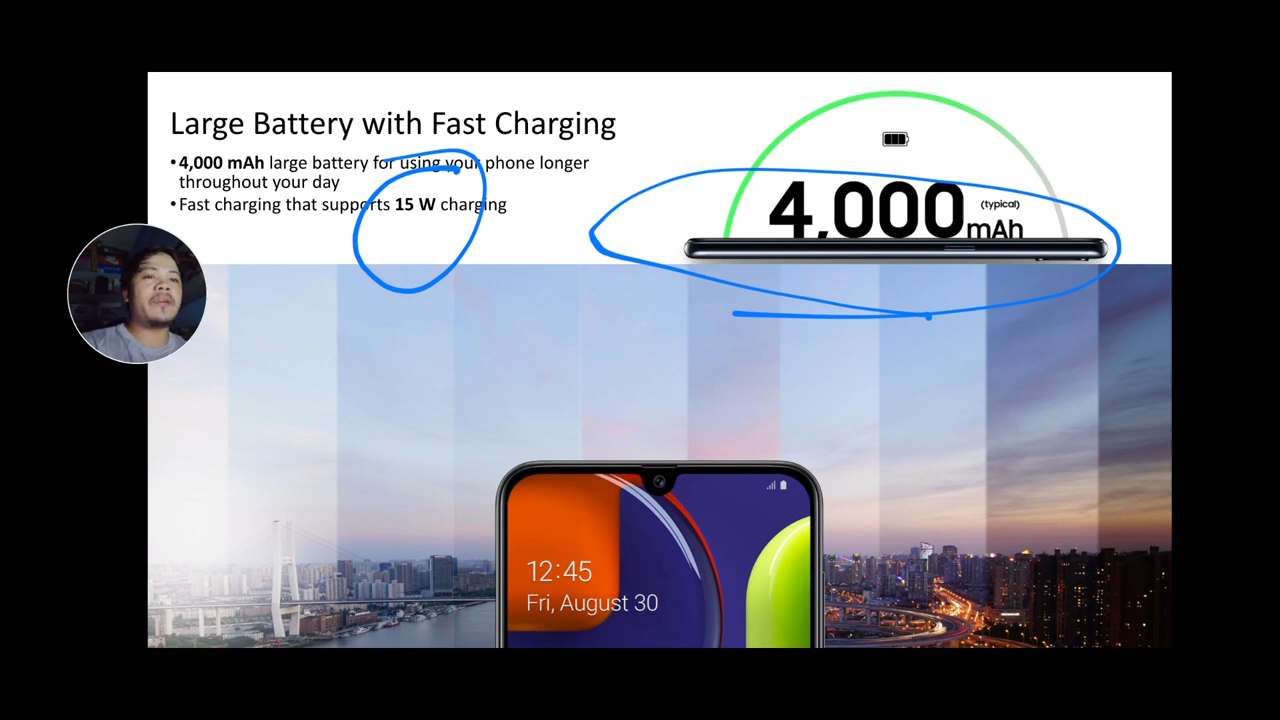 Large Battery with Fast Charging
•4,000 mAh large battery for using your phone longer
throughout your day
•Fast charging that supports 15 W charging
4,000 mAh (typical)
12:45
Fri, August 30